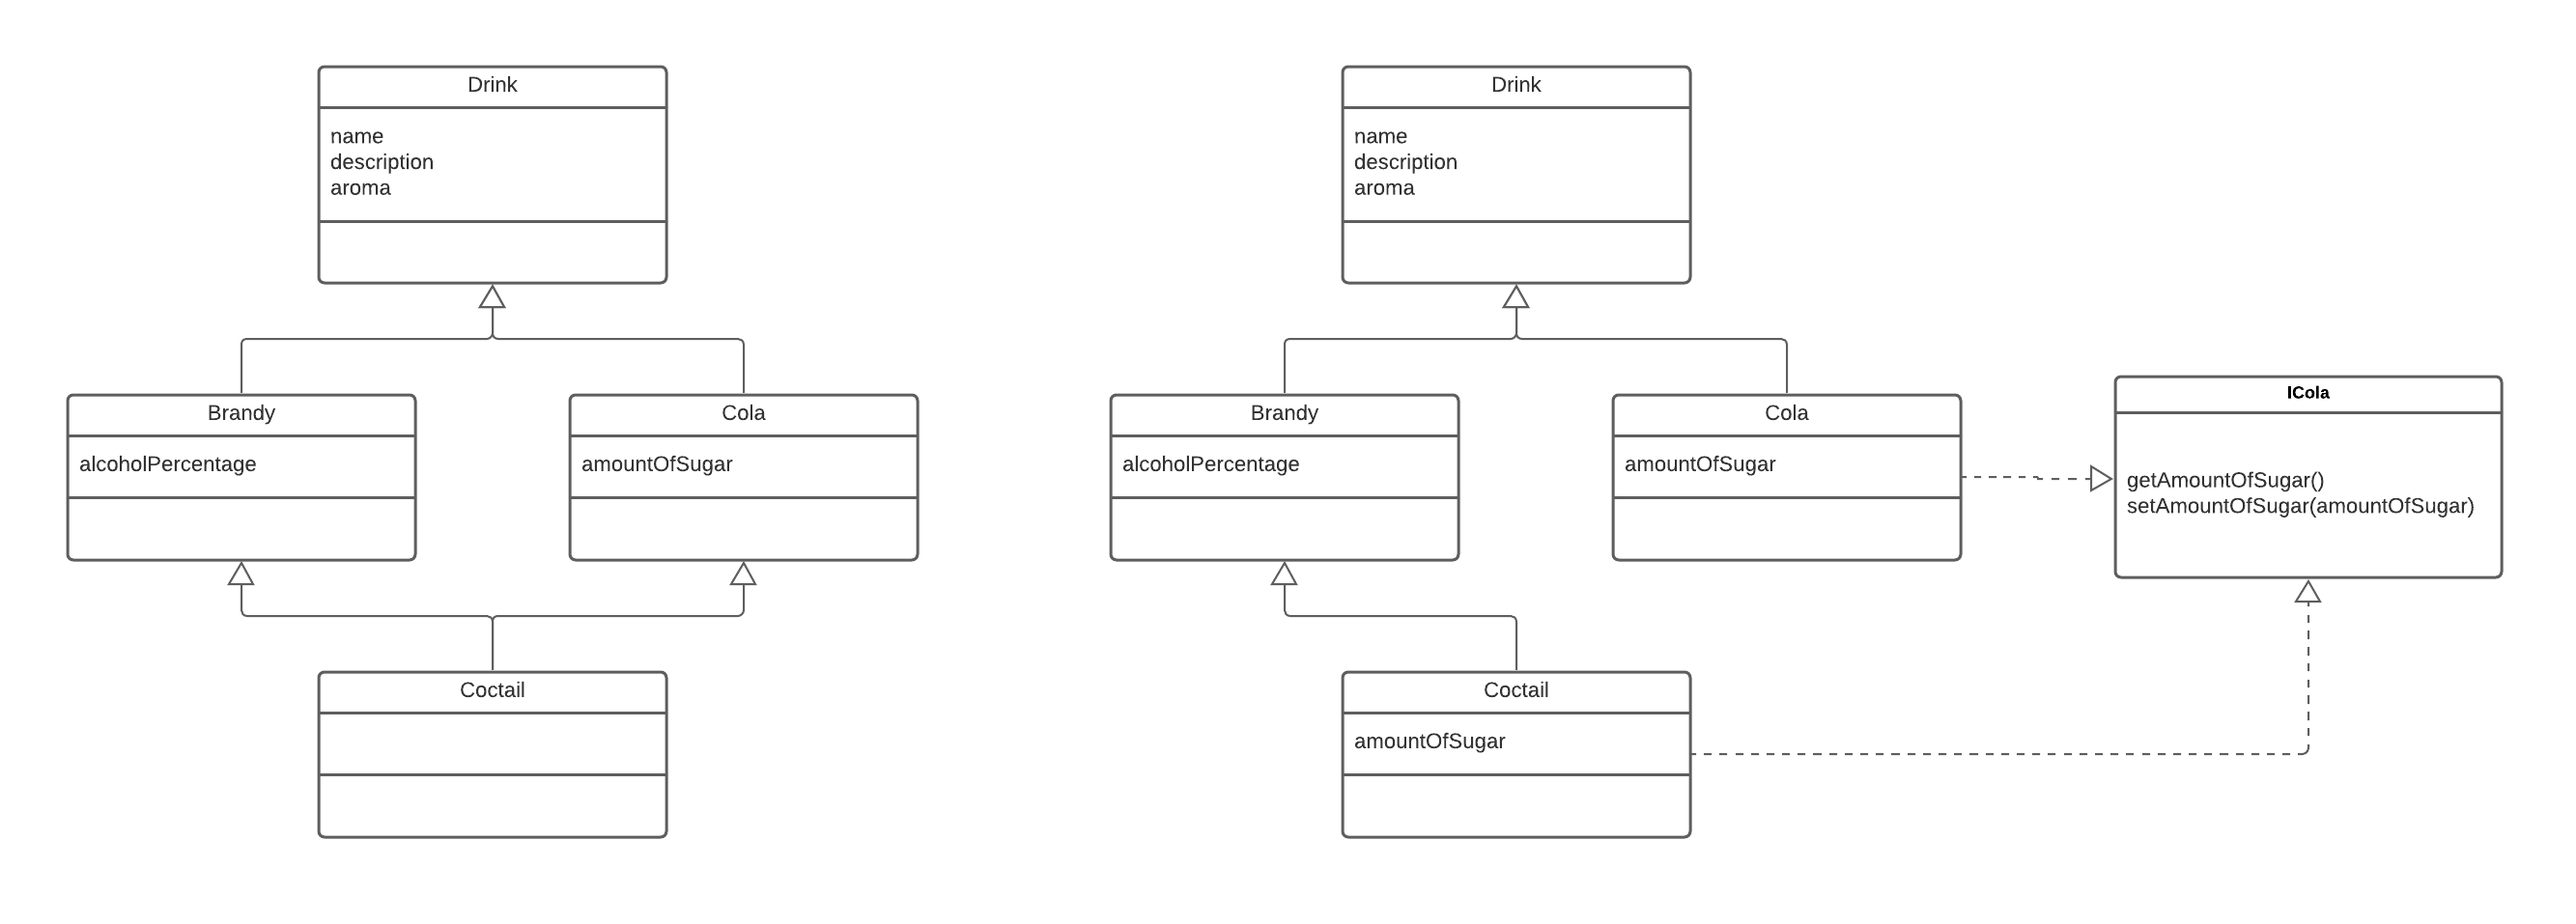 Drink
name
description
aroma
Brandy
alcoholPercentage
Cola
amountOfSugar
Coctail
Drink
name
description
aroma
Brandy
alcoholPercentage
Cola
amountOfSugar
ICola
getAmountOfSugar()
setAmountOfSugar(amountOfSugar)
Coctail
amountOfSugar